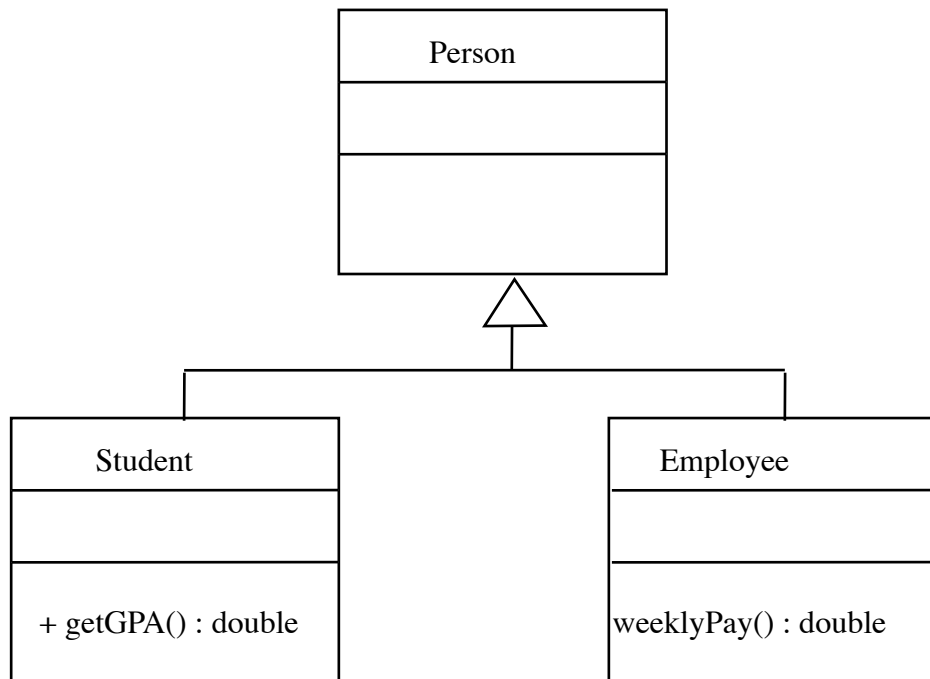 Person
Student
Employee
+ getGPA() : double
weeklyPay() : double